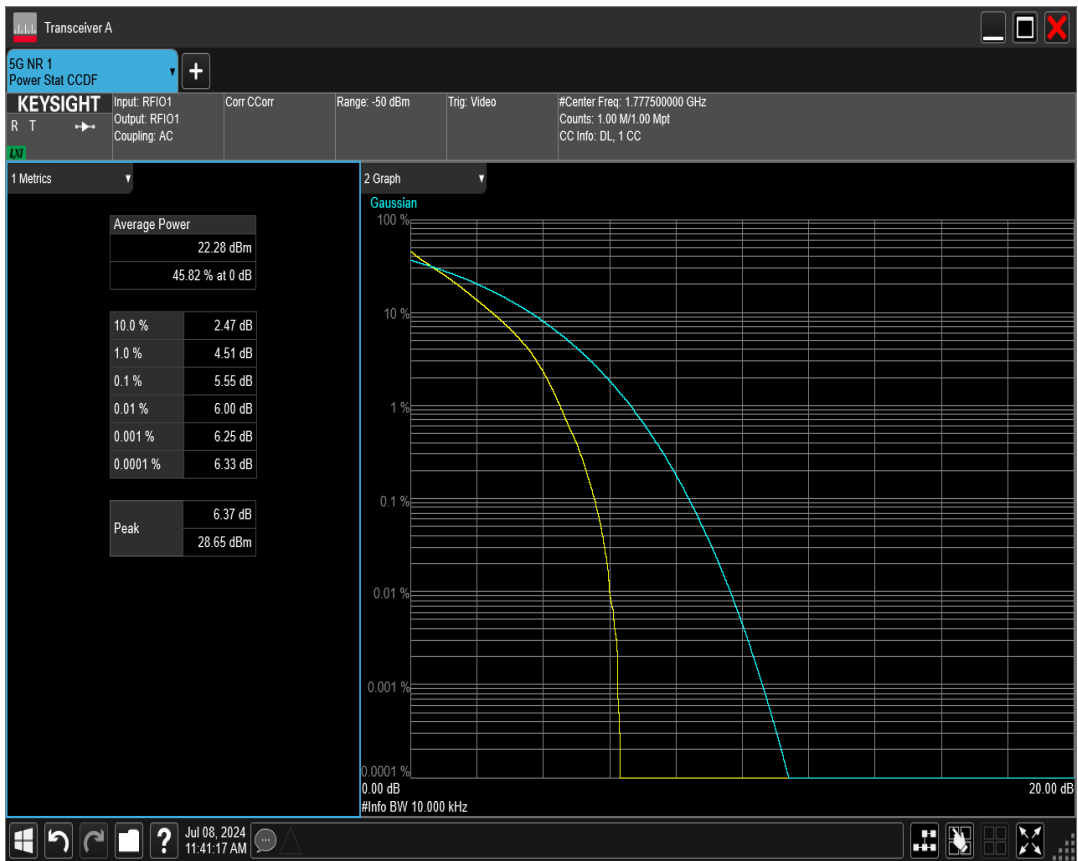 Transceiver A
5G NR 1
Power Stat CCDF
+
KEYSIGHT
R T
LXI
Input: RFIO1
Output: RFIO1
Coupling: AC
Corr CCorr
Range: -50 dBm
Trig: Video
#Center Freq: 1.777500000 GHz
Counts: 1.00 M/1.00 Mpt
CC Info: DL, 1 CC
1 Metrics
Average Power
22.28 dBm
45.82 % at 0 dB
10.0 % 2.47 dB
1.0 % 4.51 dB
0.1 % 5.55 dB
0.01 % 6.00 dB
0.001 % 6.25 dB
0.0001 % 6.33 dB
Peak 6.37 dB
28.65 dBm
2 Graph
Gaussian
100 %
10 %
1 %
0.1 %
0.01 %
0.001 %
0.0001 %
0.00 dB 20.00 dB
#Info BW 10.000 kHz
?
Jul 08, 2024
11:41:17 AM